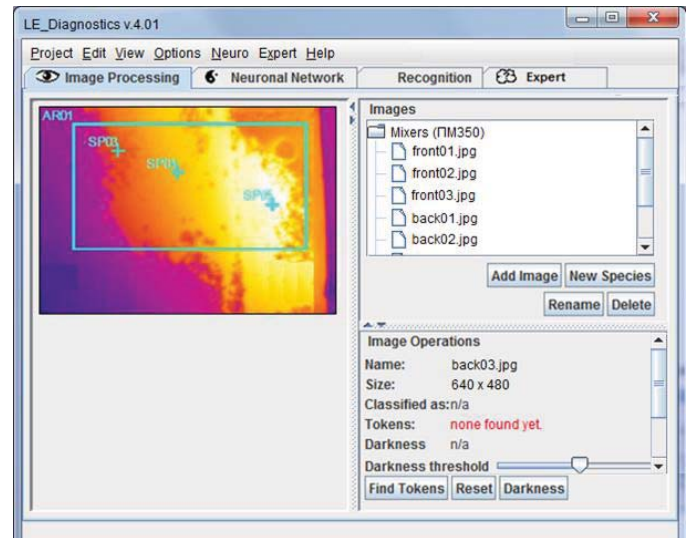 LE_Diagnostics v.4.01
Project Edit View Options Neuro Expert Help
Image Processing Neuronal Network Recognition Expert
AR01
SP03
SP05
Images
Mixers (ПМ350)
front01.jpg
front02.jpg
front03.jpg
back01.jpg
back02.jpg
Add Image New Species
Rename Delete
Image Operations
Name: back03.jpg
Size: 640 x 480
Classified as:n/a
Tokens: none found yet.
Darkness n/a
Darkness threshold
Find Tokens Reset Darkness